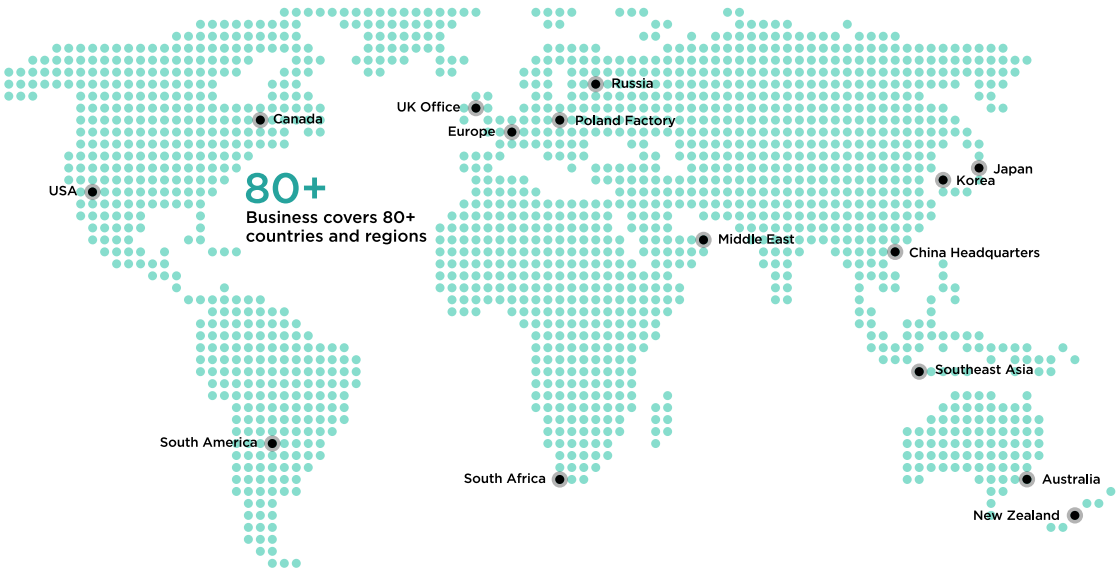 Russia
UK Office
Canada
Poland Factory
Europe
Japan
Korea
USA
80+
Business covers 80+
countries and regions
Middle East
China Headquarters
Southeast Asia
South America
South Africa
Australia
New Zealand